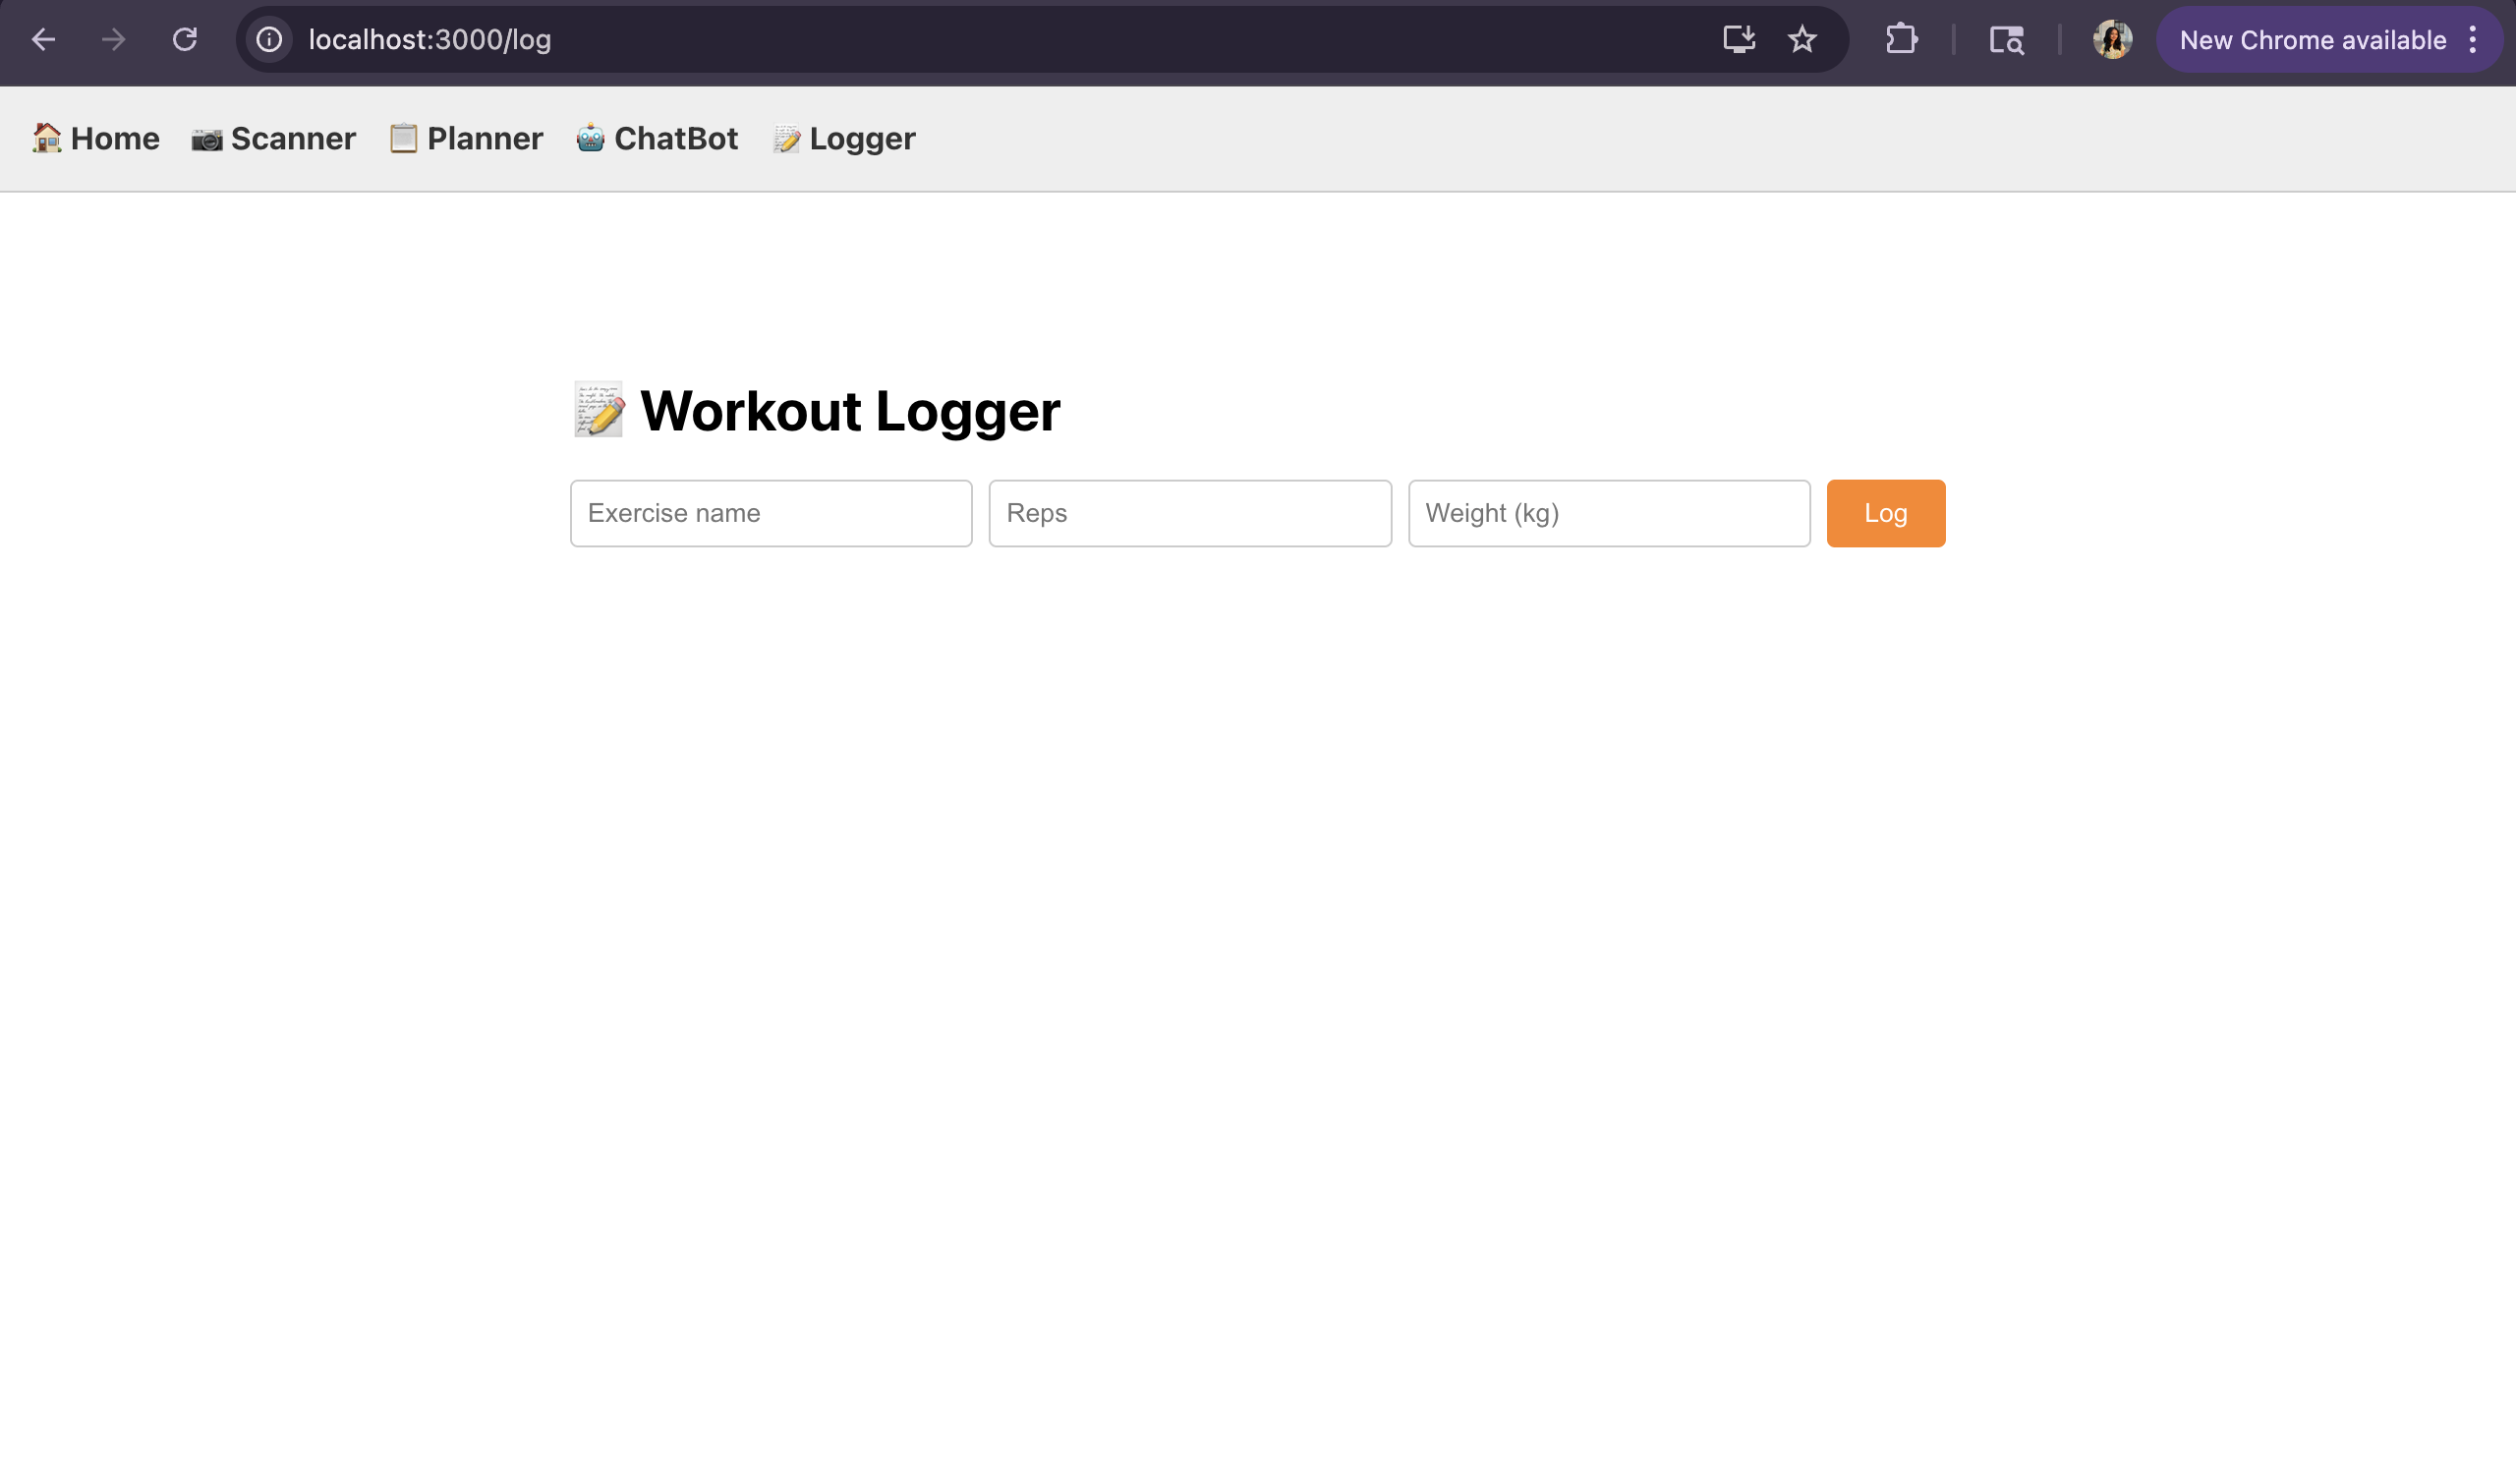 localhost:3000/log
New Chrome available
Home Scanner Planner ChatBot Logger
Workout Logger
Exercise name Reps Weight (kg) Log